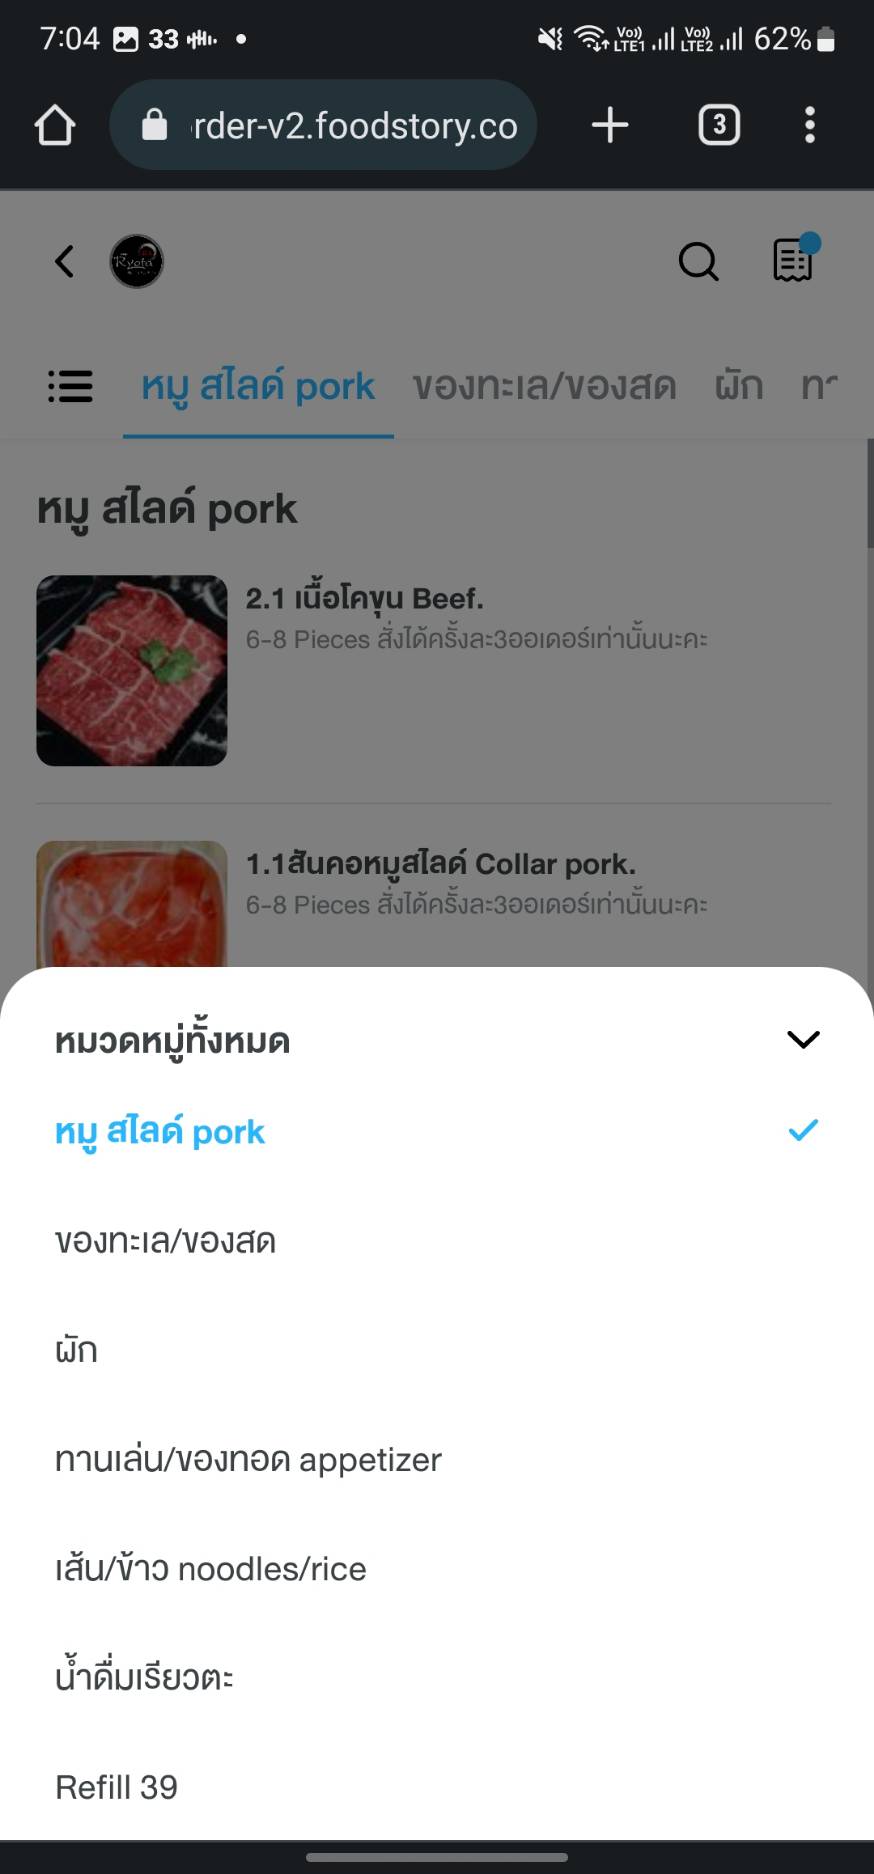 7:04 33
Vo)) LTE1 Vo)) LTE2 62%
rder-v2.foodstory.co 3
Ryota
หมู สไลด์ pork ของทะเล/ของสด ผัก ทา
หมู สไลด์ pork
2.1 เนื้อโคขุน Beef.
6-8 Pieces สั่งได้ครั้งละ3ออเดอร์เท่านั้นนะคะ
1.1สันคอหมูสไลด์ Collar pork.
6-8 Pieces สั่งได้ครั้งละ3ออเดอร์เท่านั้นนะคะ
หมวดหมู่ทั้งหมด
หมู สไลด์ pork
ของทะเล/ของสด
ผัก
ทานเล่น/ของทอด appetizer
เส้น/ข้าว noodles/rice
น้ำดื่มเรียวตะ
Refill 39